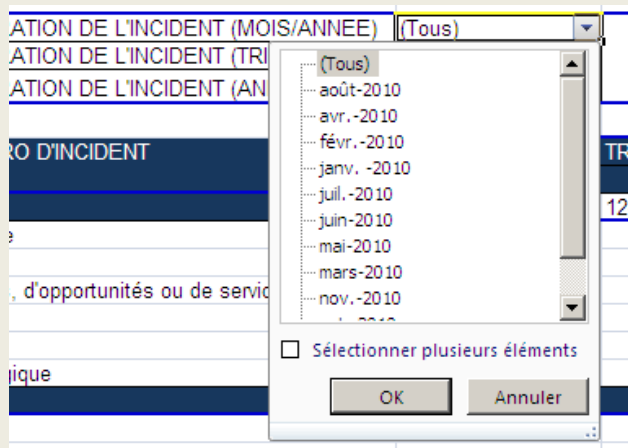 ATION DE L'INCIDENT (MOIS/ANNEE) (Tous)
ATION DE L'INCIDENT (TRI
ATION DE L'INCIDENT (AN
(Tous)
août-2010
avr.-2010
févr.-2010
janv. -2010
juil.-2010
juin-2010
mai-2010
mars-2010
nov.-2010
RO D'INCIDENT
TR
12
e
, d'opportunités ou de servic
gique
Sélectionner plusieurs éléments
OK Annuler